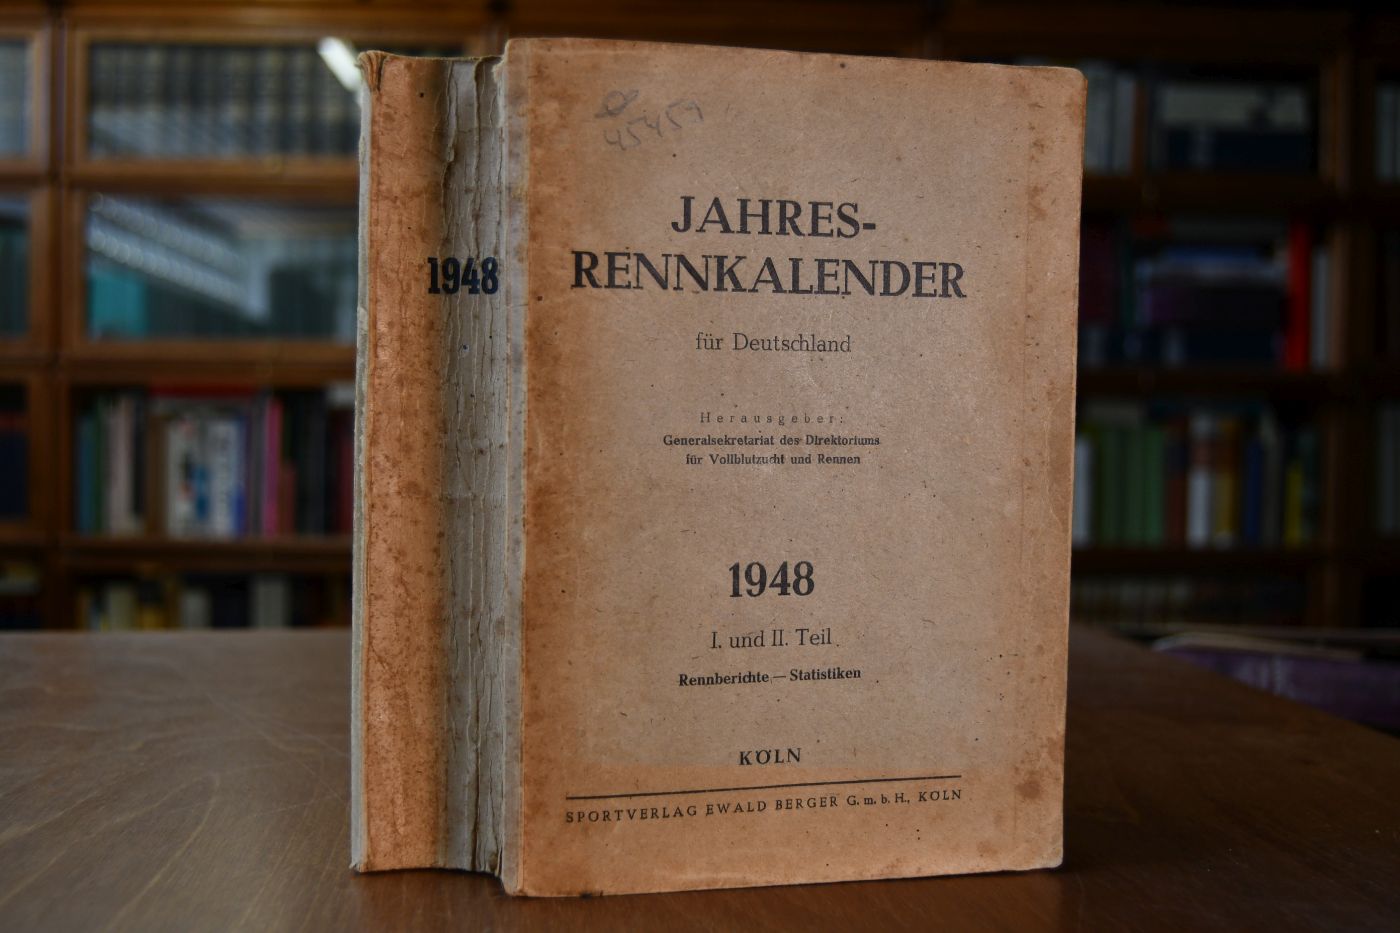 45459
1948
JAHRES-
RENNKALENDER
für Deutschland
Herausgeber:
Generalsekretariat des Direktoriums
für Vollblutzucht und Rennen
1948
I. und II. Teil
Rennberichte — Statistiken
KÖLN
SPORTVERLAG EWALD BERGER G. m. b. H., KÖLN